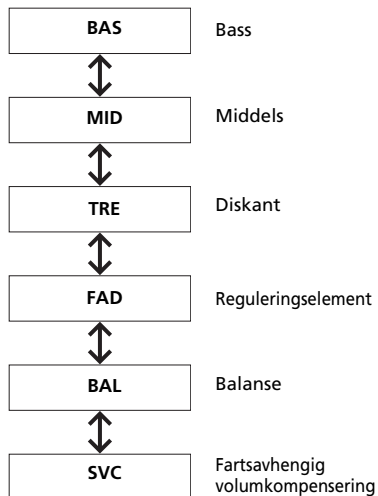 BAS Bass
MID Middels
TRE Diskant
FAD Reguleringselement
BAL Balanse
SVC Fartsavhengig
volumkompensering